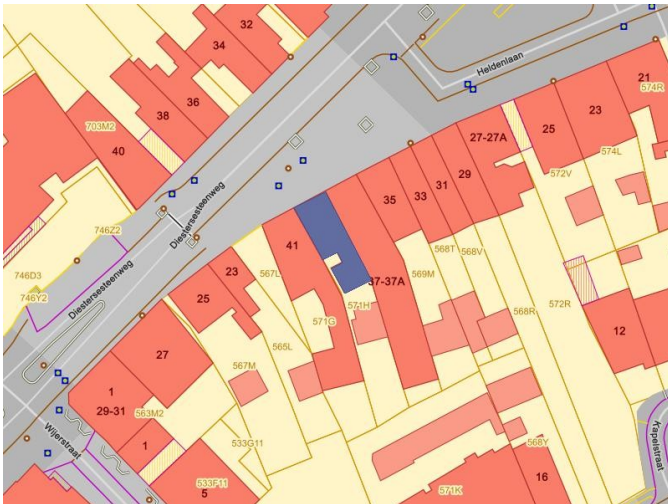 32
34
36
38
703M2
40
Heldenlaan
21
574R
23
25
574L
572V
27-27A
29
31
33
35
Diestersesteenweg
746Z2
746D3
746Y2
Diestersesteenweg
41
567L
23
25
568T
568V
569M
37-37A
571H
571G
568R
572R
12
27
565L
567M
1
29-31
563M2
1
533G11
Wijerstraat
533F11
5
568Y
571K
16
Kapelstraat